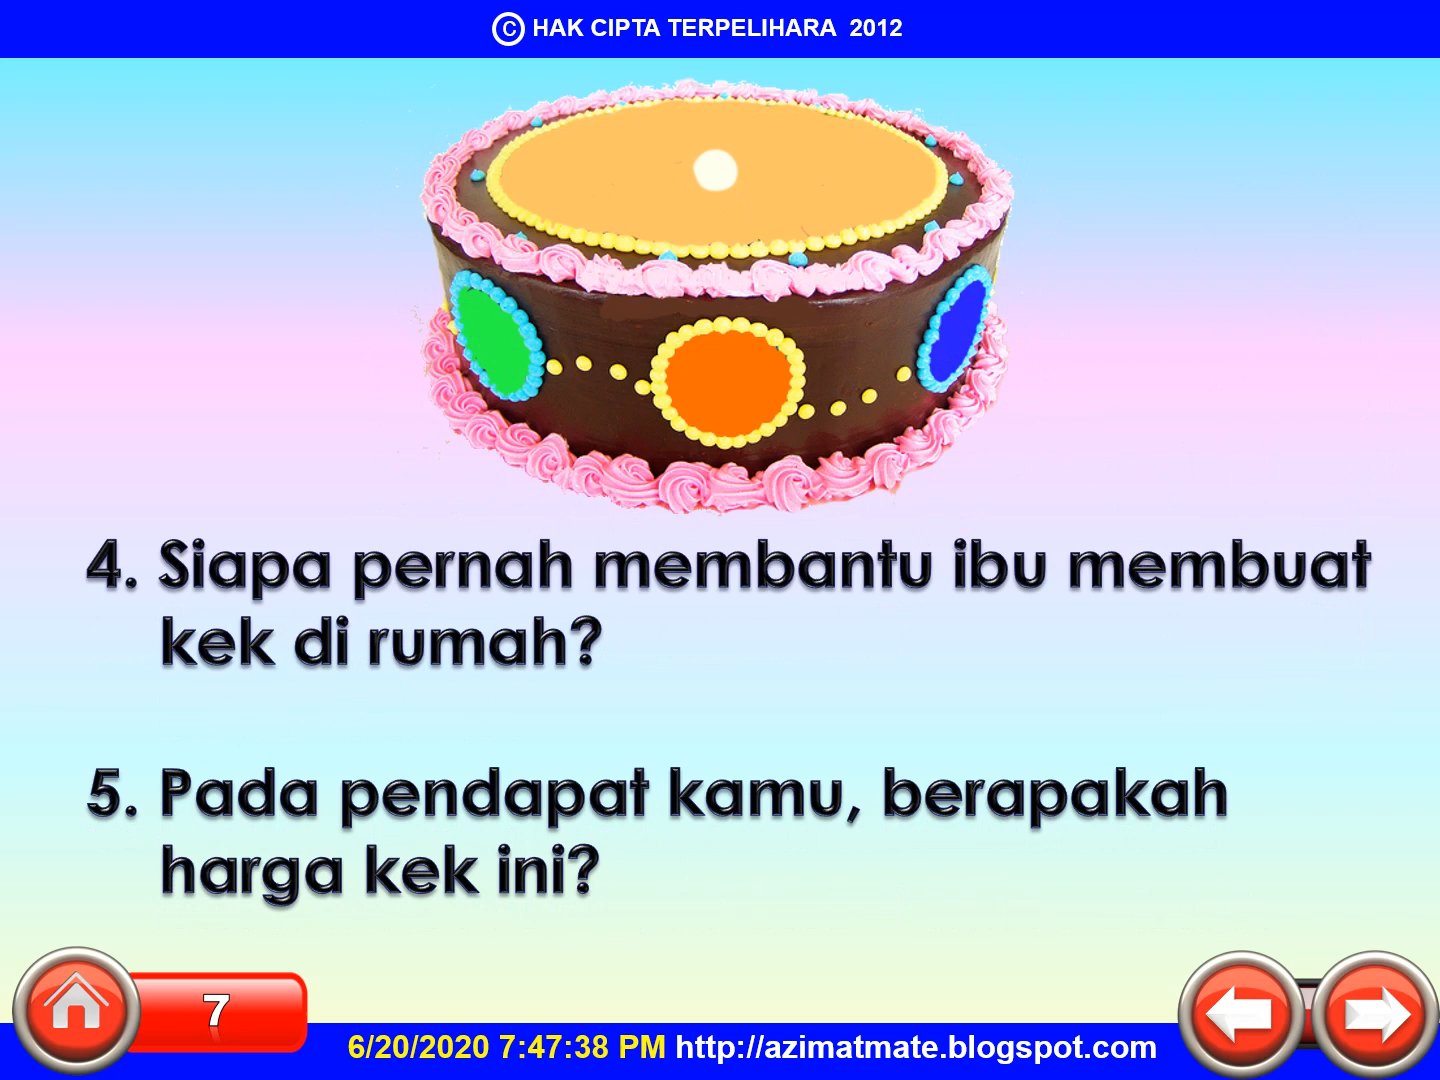 © HAK CIPTA TERPELIHARA 2012
4. Siapa pernah membantu ibu membuat
kek di rumah?
5. Pada pendapat kamu, berapakah
harga kek ini?
7
6/20/2020 7:47:38 PM http://azimatmate.blogspot.com